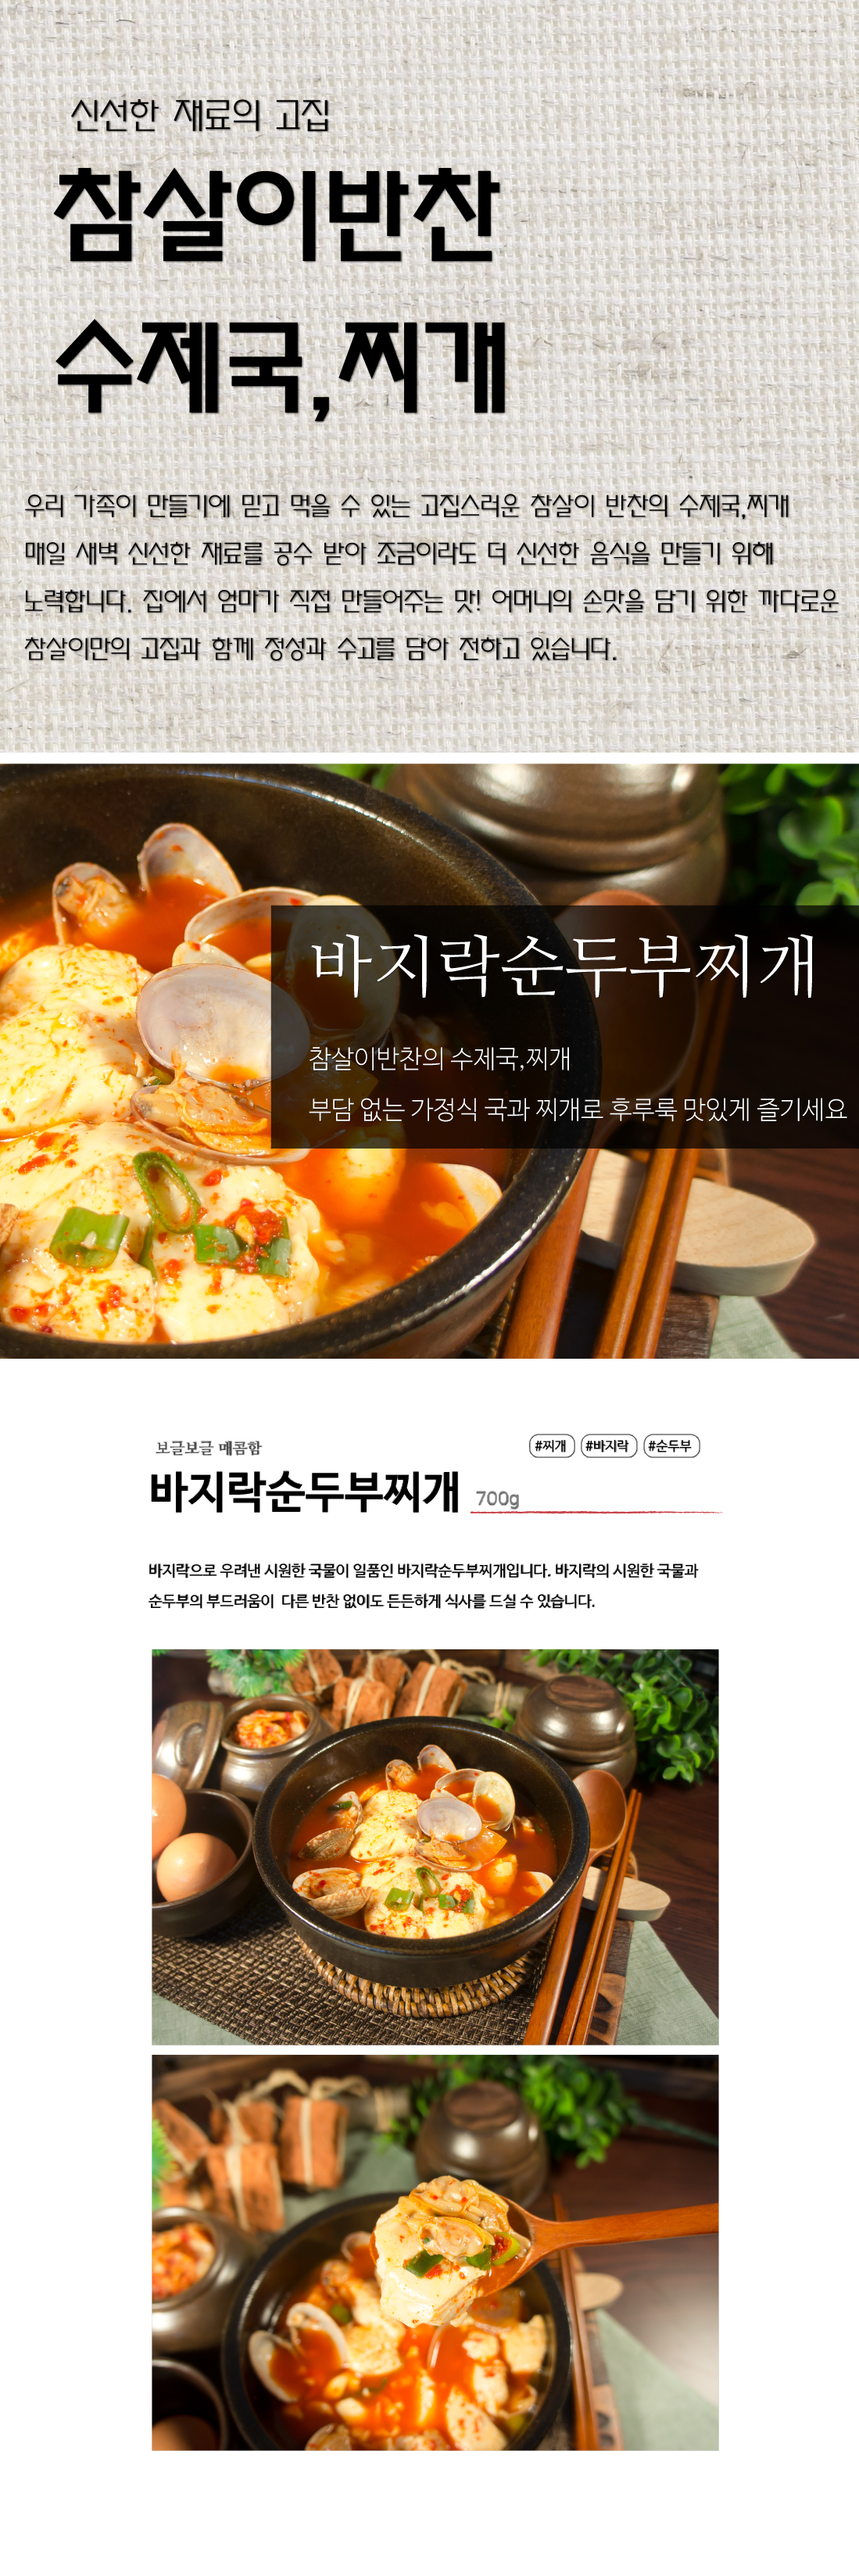 신선한 재료의 고집
참살이반찬
수제국,찌개
우리 가족이 만들기에 믿고 먹을 수 있는 고집스러운 참살이 반찬의 수제국,찌개
매일 새벽 신선한 재료를 공수 받아 조금이라도 더 신선한 음식을 만들기 위해
노력합니다. 집에서 엄마가 직접 만들어주는 맛! 어머니의 손맛을 담기 위한 까다로운
참살이만의 고집과 함께 정성과 수고를 담아 전하고 있습니다.
바지락순두부찌개
참살이반찬의 수제국,찌개
부담 없는 가정식 국과 찌개로 후루룩 맛있게 즐기세요
보글보글 매콤함
#찌개 #바지락 #순두부
바지락순두부찌개 700g
바지락으로 우려낸 시원한 국물이 일품인 바지락순두부찌개입니다. 바지락의 시원한 국물과
순두부의 부드러움이 다른 반찬 없이도 든든하게 식사를 드실 수 있습니다.